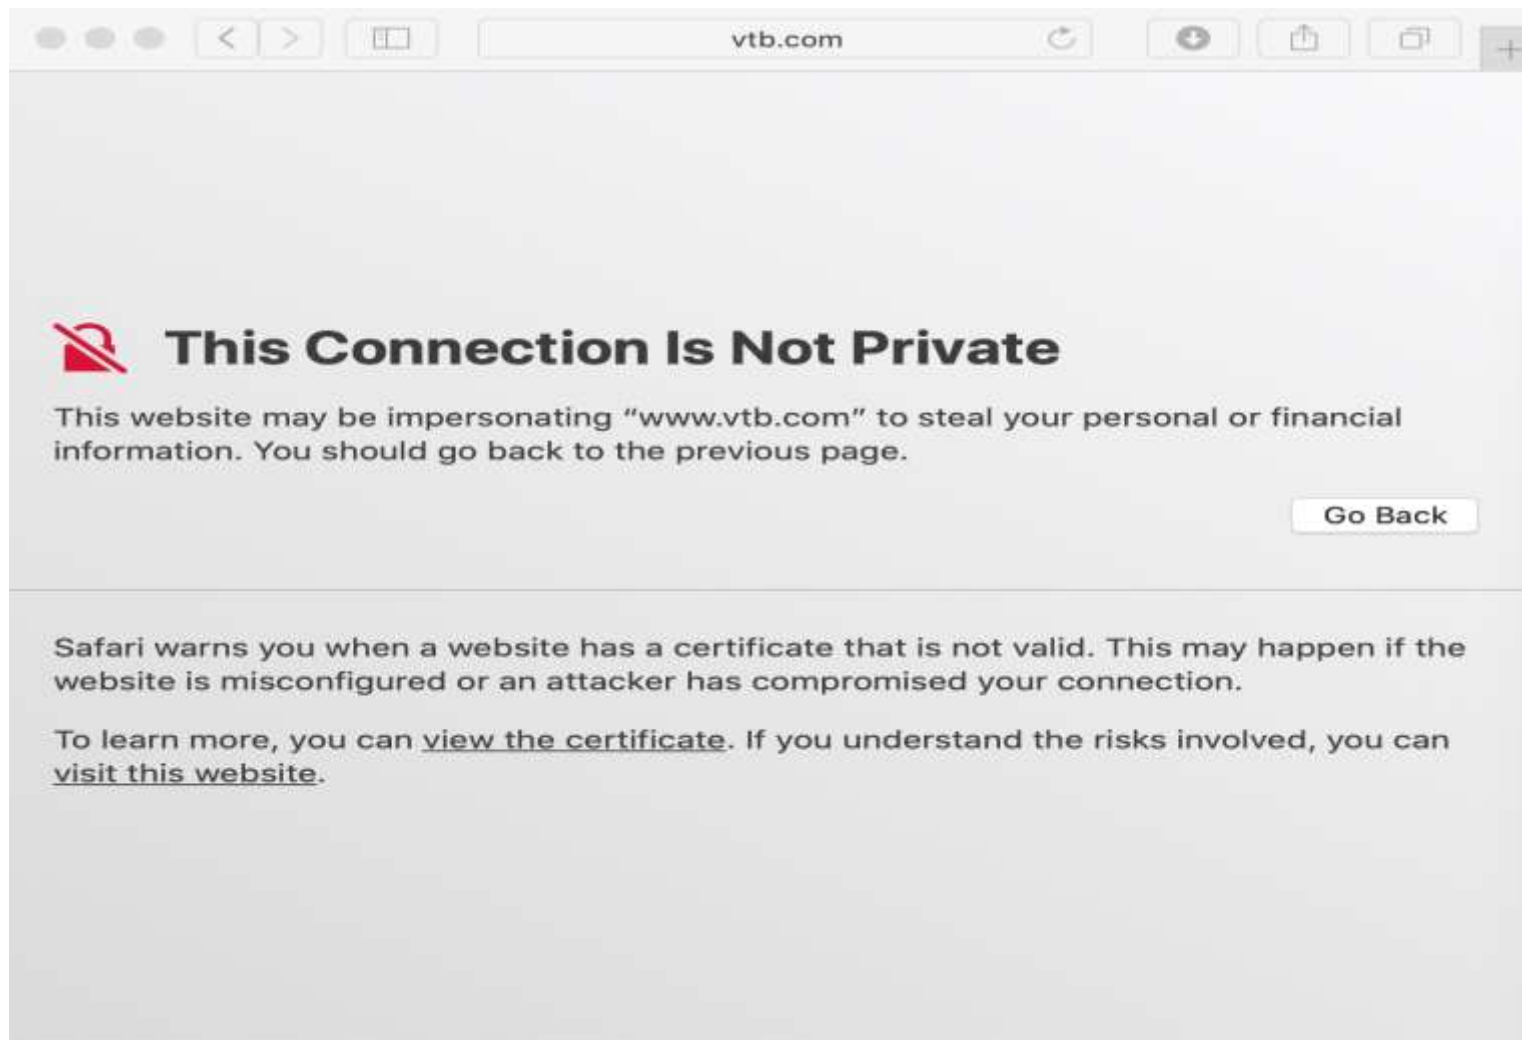 vtb.com
This Connection Is Not Private
This website may be impersonating “www.vtb.com” to steal your personal or financial
information. You should go back to the previous page.
Go Back
Safari warns you when a website has a certificate that is not valid. This may happen if the
website is misconfigured or an attacker has compromised your connection.
To learn more, you can view the certificate. If you understand the risks involved, you can
visit this website.